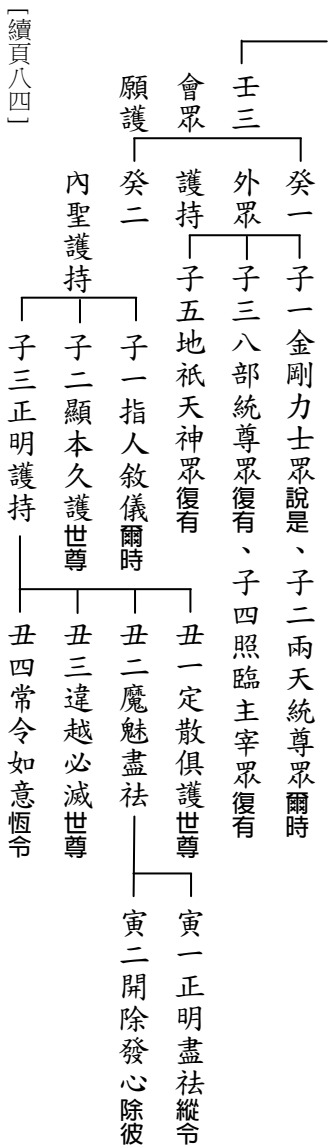 壬三會眾願護
癸一外眾護持
子一金剛力士眾說是、子二兩天統尊眾爾時
子三八部統尊眾復有、子四照臨主宰眾復有
子五地祇天神眾復有
癸二內聖護持
子一指人敘儀爾時
子二顯本久護世尊
子三正明護持
丑一定散俱護世尊
丑二魔魅盡祛
寅一正明盡祛縱令
寅二開除發心除彼
丑三違越必滅世尊
丑四常令如意恆令
[續頁八四]